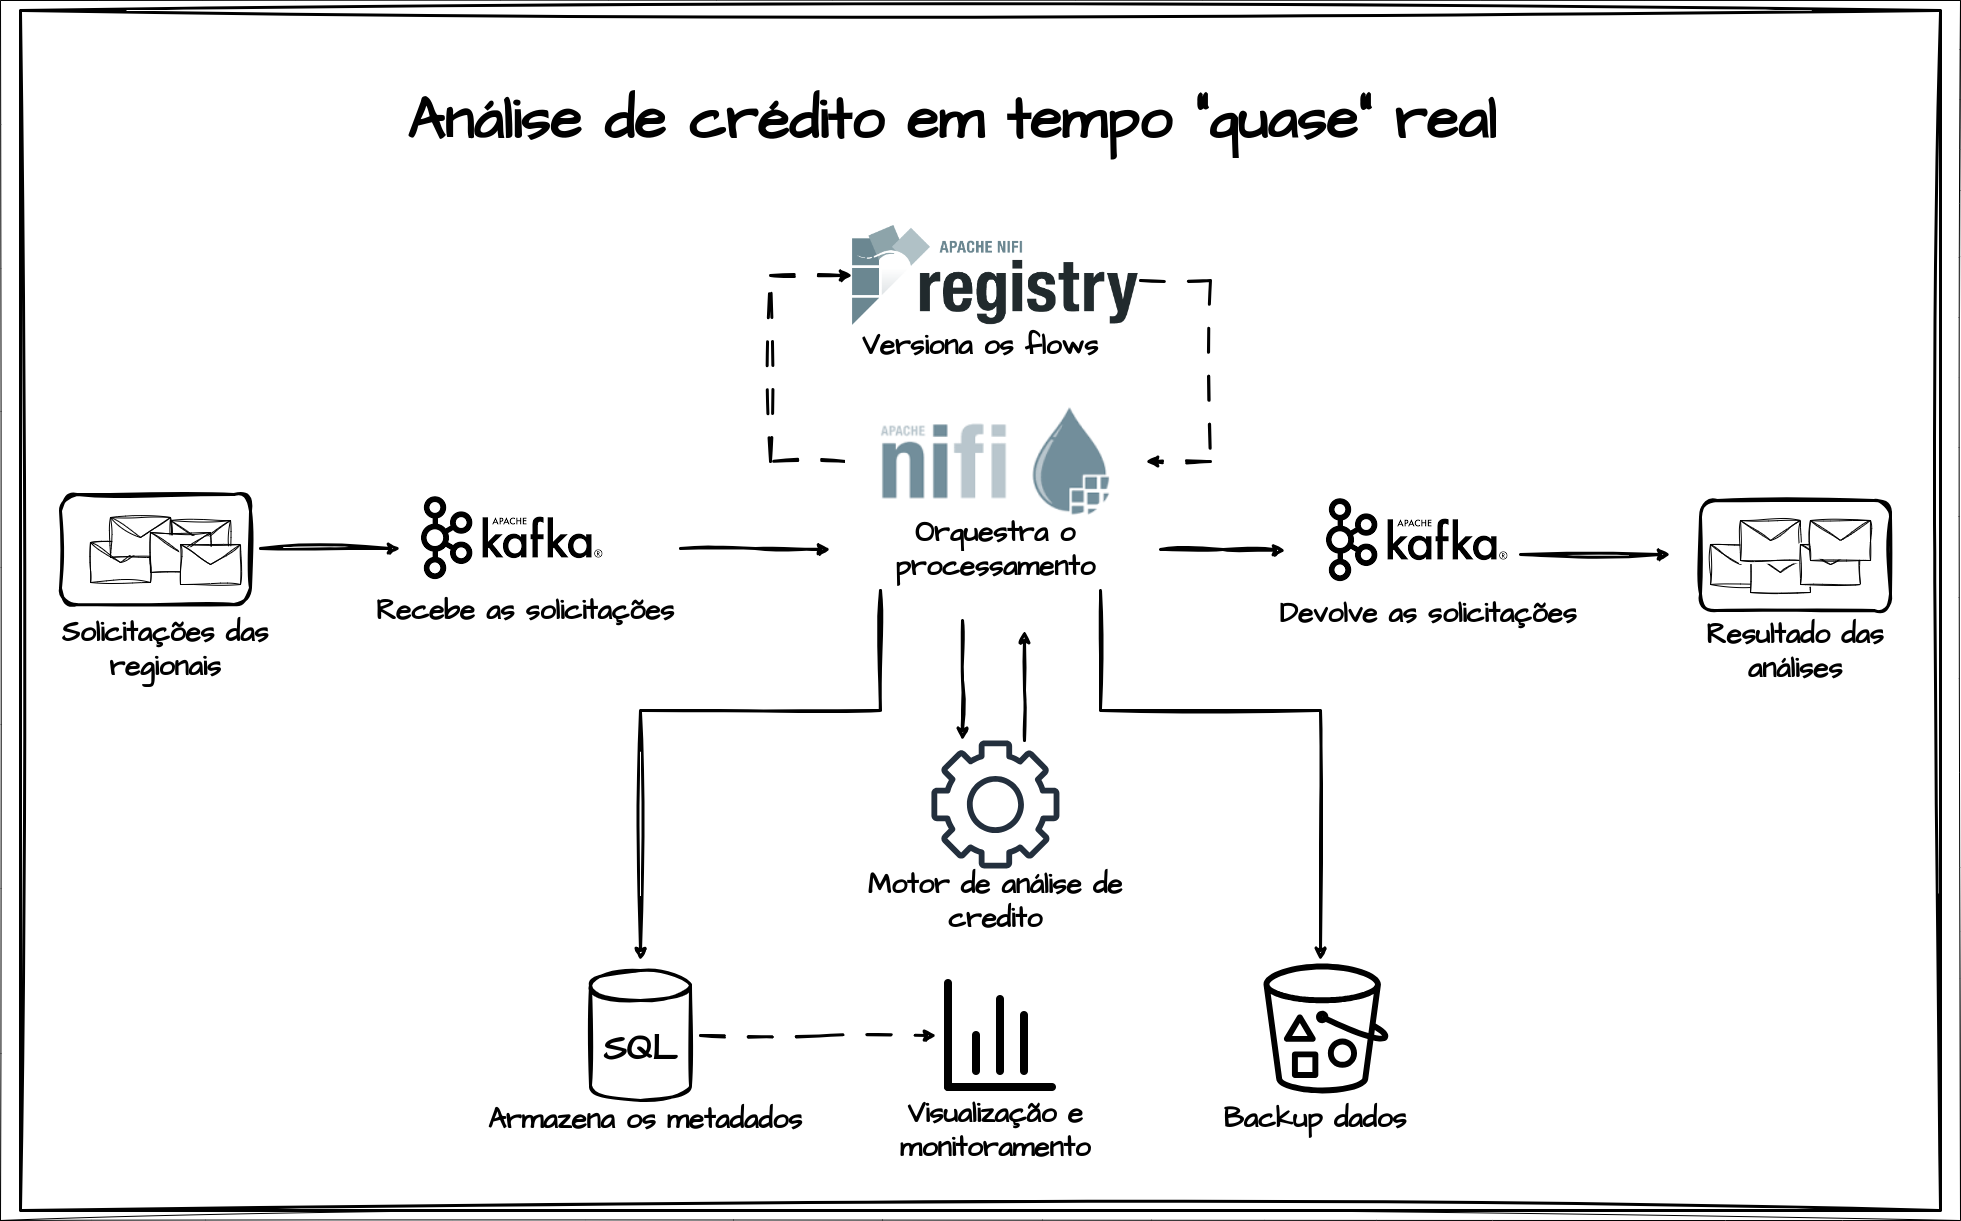 Análise de crédito em tempo "quase" real
APACHE NIFI
registry
Versiona os flows
APACHE
nifi
Orquestra o
processamento
APACHE
kafka®
Recebe as solicitações
Solicitações das
regionais
APACHE
kafka®
Devolve as solicitações
Resultado das
análises
Motor de análise de
credito
SQL
Armazena os metadados
Visualização e
monitoramento
Backup dados